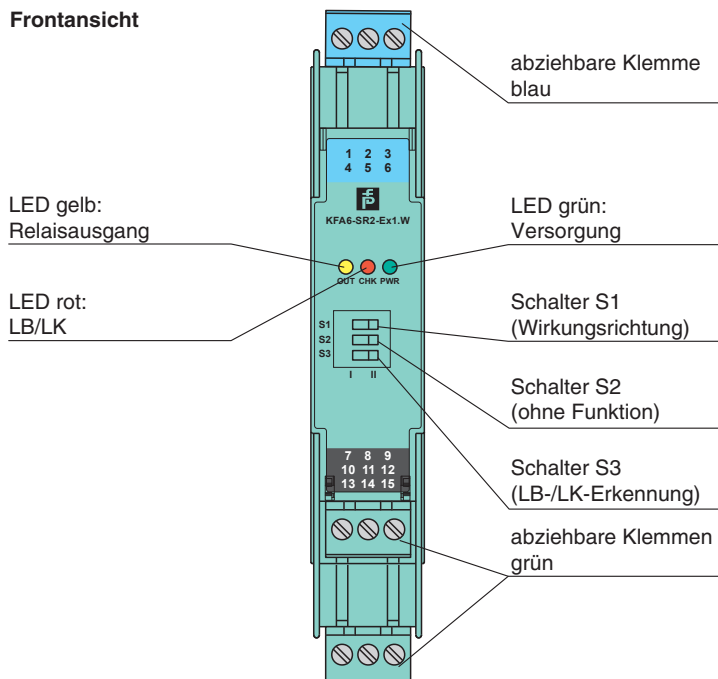 Frontansicht
abziehbare Klemme
blau
1 2 3
4 5 6
KFA6-SR2-Ex1.W
LED gelb:
Relaisausgang
LED grün:
Versorgung
OUT CHK PWR
LED rot:
LB/LK
Schalter S1
(Wirkungsrichtung)
S1
S2
S3
I II
Schalter S2
(ohne Funktion)
Schalter S3
(LB-/LK-Erkennung)
7 8 9
10 11 12
13 14 15
abziehbare Klemmen
grün